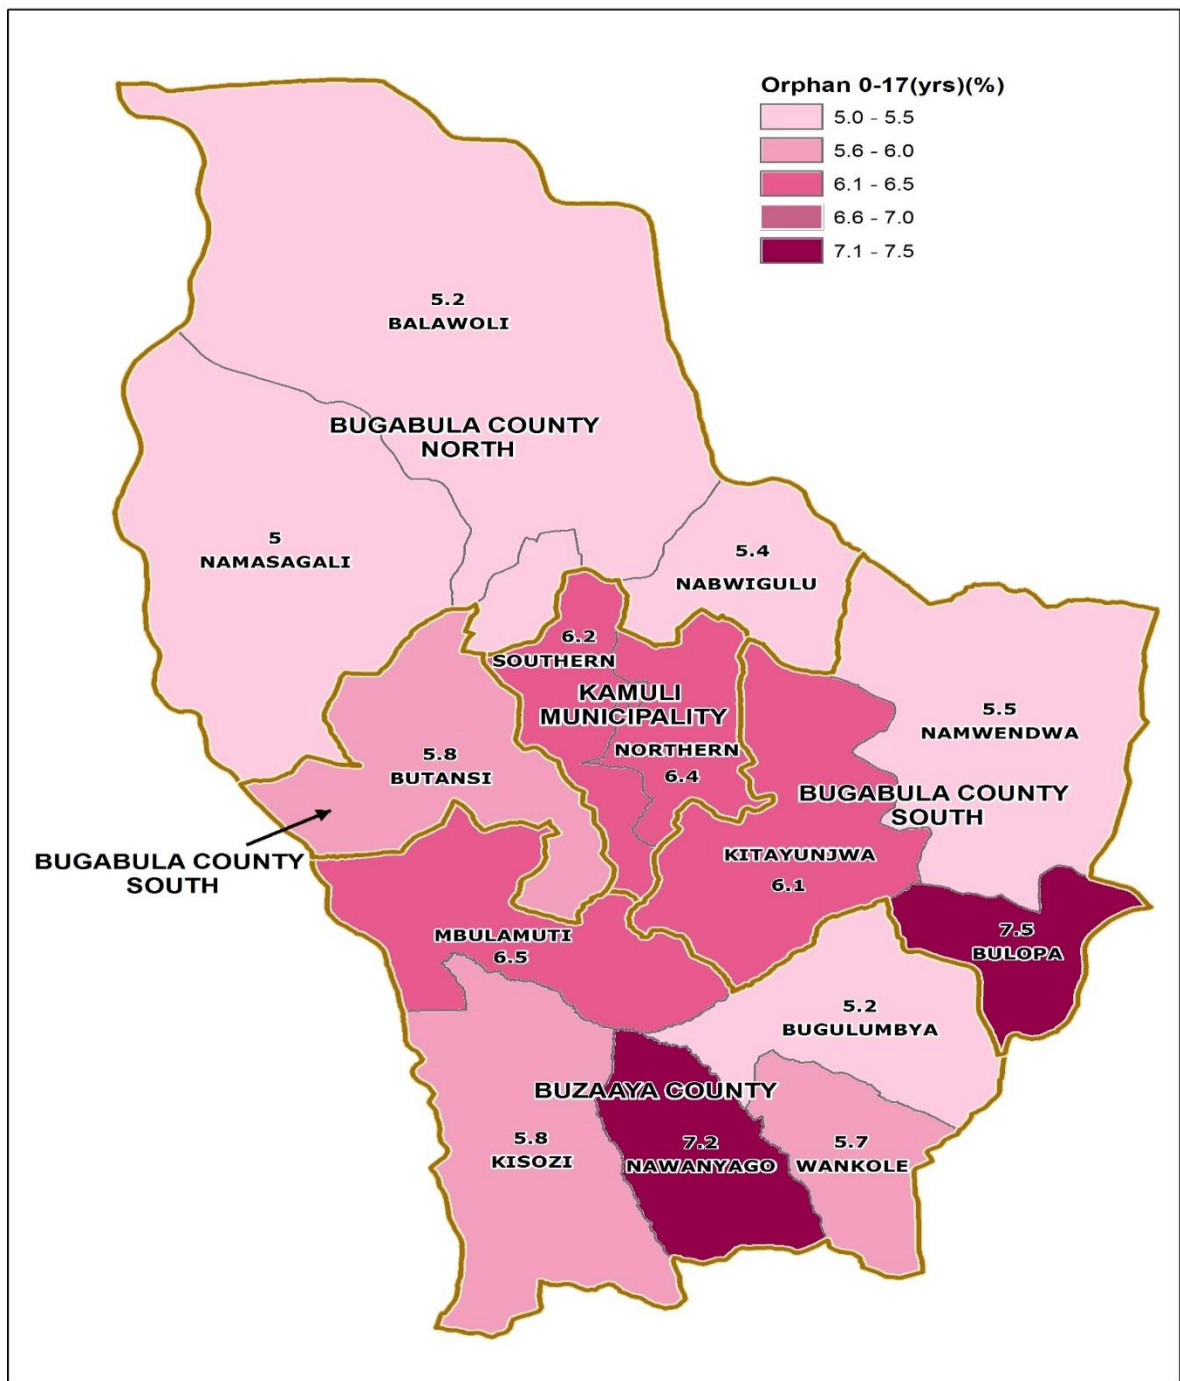 Orphan 0-17(yrs)(%)
5.0 - 5.5
5.6 - 6.0
6.1 - 6.5
6.6 - 7.0
7.1 - 7.5
5.2
BALAWOLI
BUGABULA COUNTY
NORTH
5
NAMASAGALI
5.4
NABWIGULU
6.2
SOUTHERN
KAMULI
MUNICIPALITY
NORTHERN
6.4
5.5
NAMWENDWA
5.8
BUTANSI
BUGABULA COUNTY
SOUTH
BUGABULA COUNTY
SOUTH
KITAYUNJWA
6.1
MBULAMUTI
6.5
7.5
BULOPA
5.2
BUGULUMBYA
BUZAAYA COUNTY
5.8
KISOZI
7.2
NAWANYAGO
5.7
WANKOLE